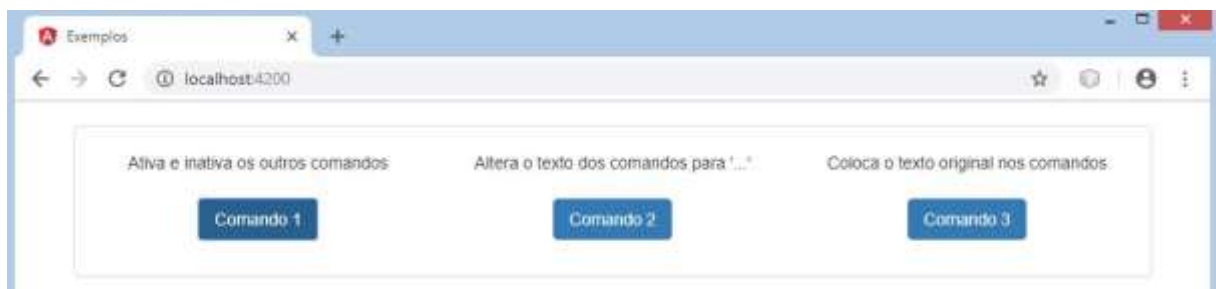 Exemplos
localhost:4200
Ativa e inativa os outros comandos
Altera o texto dos comandos para '...'
Coloca o texto original nos comandos
Comando 1
Comando 2
Comando 3